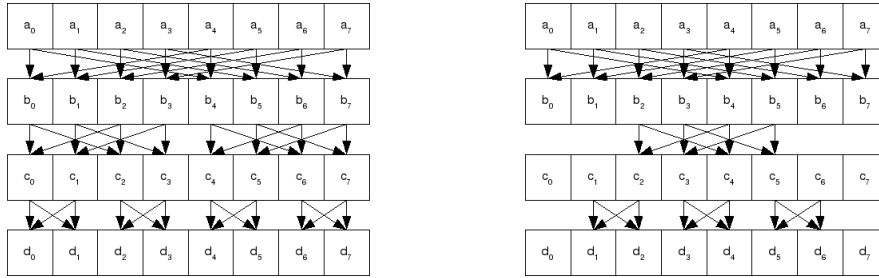 a0 a1 a2 a3 a4 a5 a6 a7 a0 a1 a2 a3 a4 a5 a6 a7
b0 b1 b2 b3 b4 b5 b6 b7 b0 b1 b2 b3 b4 b5 b6 b7
c0 c1 c2 c3 c4 c5 c6 c7 c0 c1 c2 c3 c4 c5 c6 c7
d0 d1 d2 d3 d4 d5 d6 d7 d0 d1 d2 d3 d4 d5 d6 d7